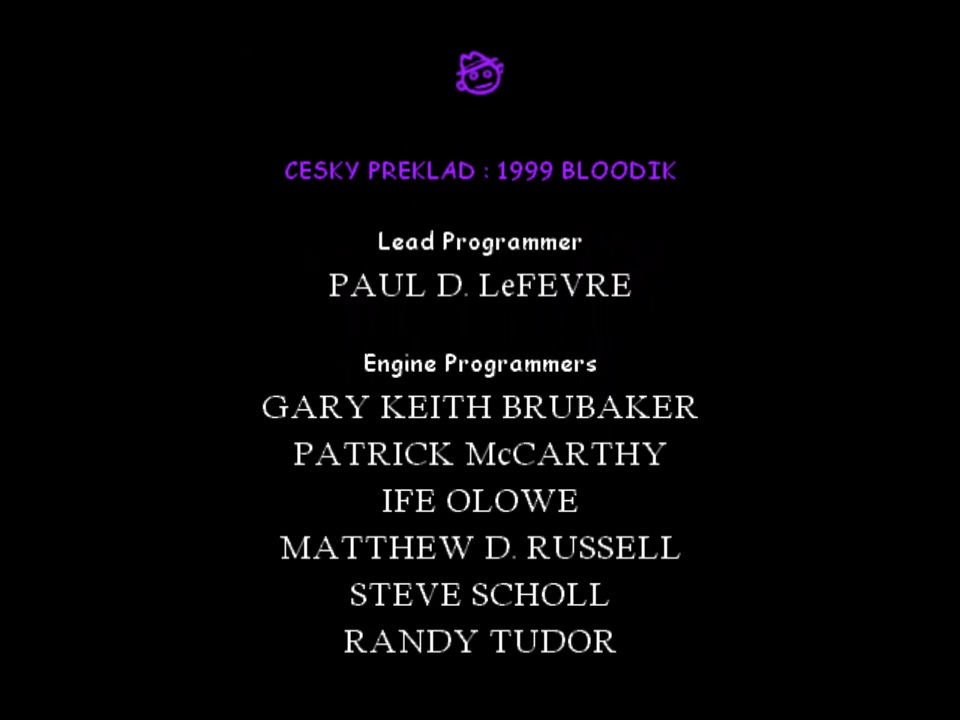 CESKY PREKLAD : 1999 BLOODIK
Lead Programmer
PAUL D. LeFEVRE
Engine Programmers
GARY KEITH BRUBAKER
PATRICK McCARTHY
IFE OLOWE
MATTHEW D. RUSSELL
STEVE SCHOLL
RANDY TUDOR